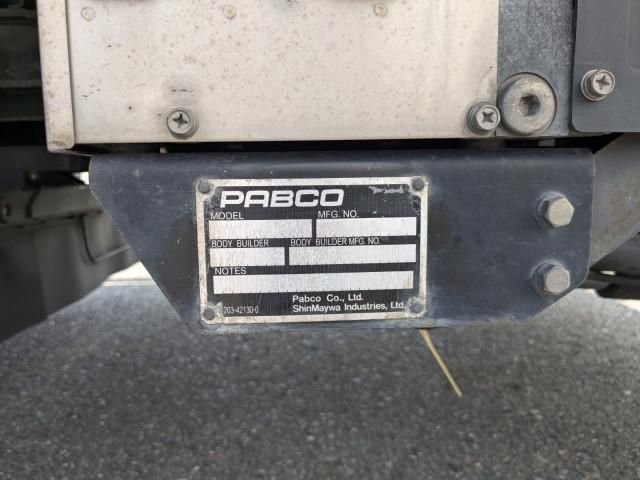 PABCO
MODEL MFG. NO.
BODY BUILDER BODY BUILDER MFG. NO.
NOTES
Pabco Co., Ltd.
203-42130-0 ShinMaywa Industries, Ltd.